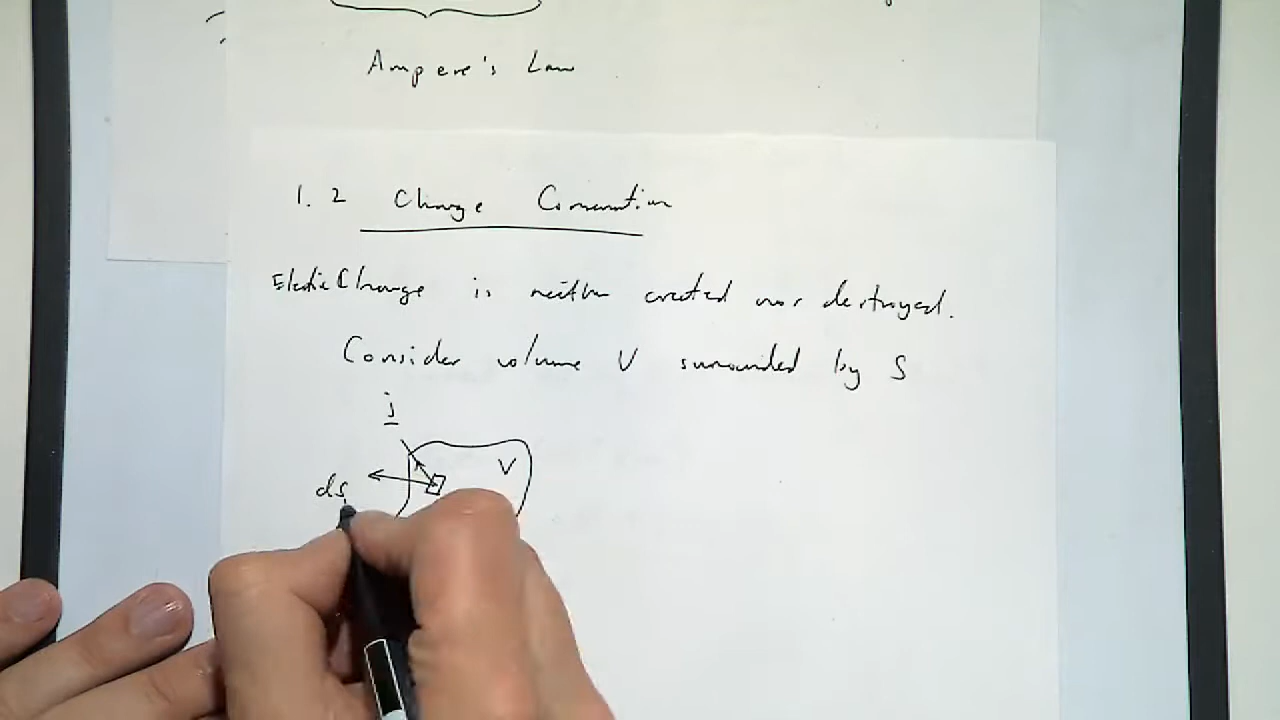 Ampere's Law
1.2 Charge Conservation
Electric Charge is neither created nor destroyed.
Consider volume V surrounded by S
j
V
dS